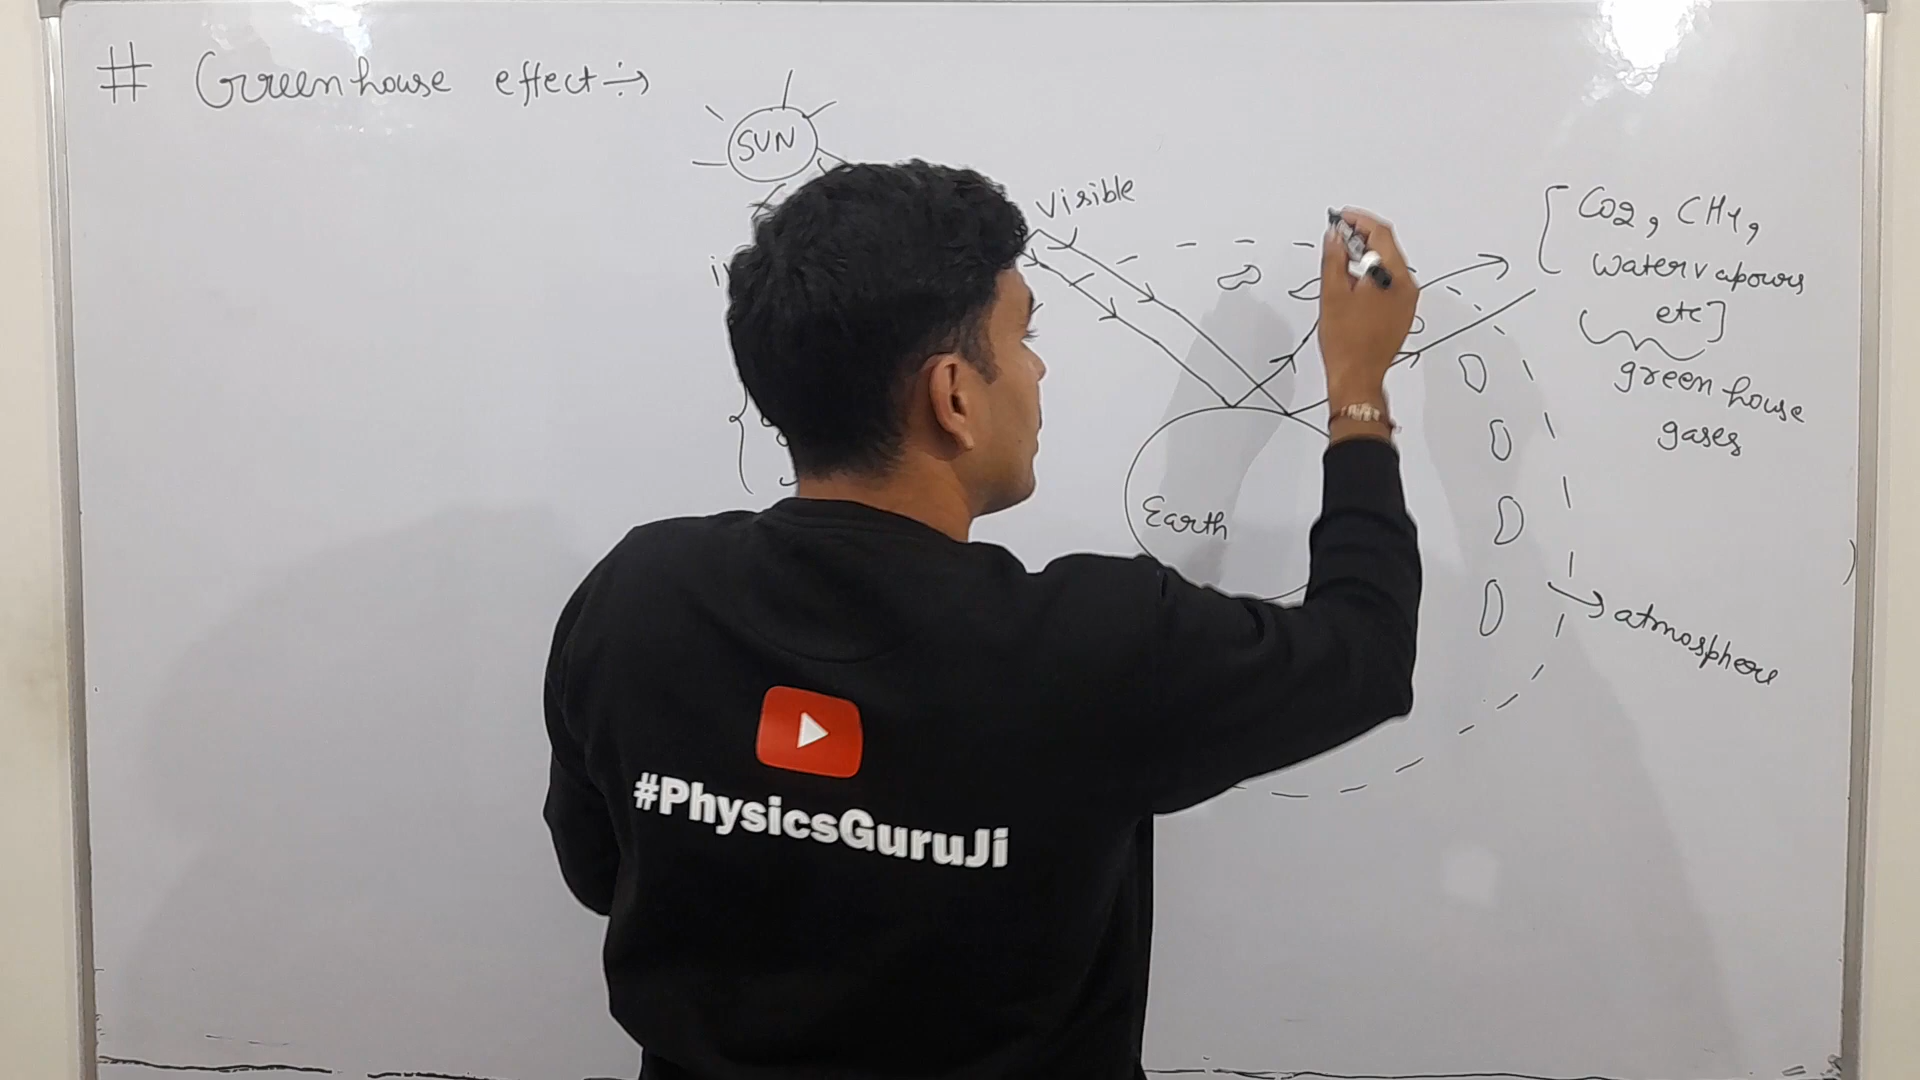 # Greenhouse effect ÷→
SUN
visible
CO2, CH4,
water vapours
etc]
green house
gases
Earth
atmosphere
#PhysicsGuruJi